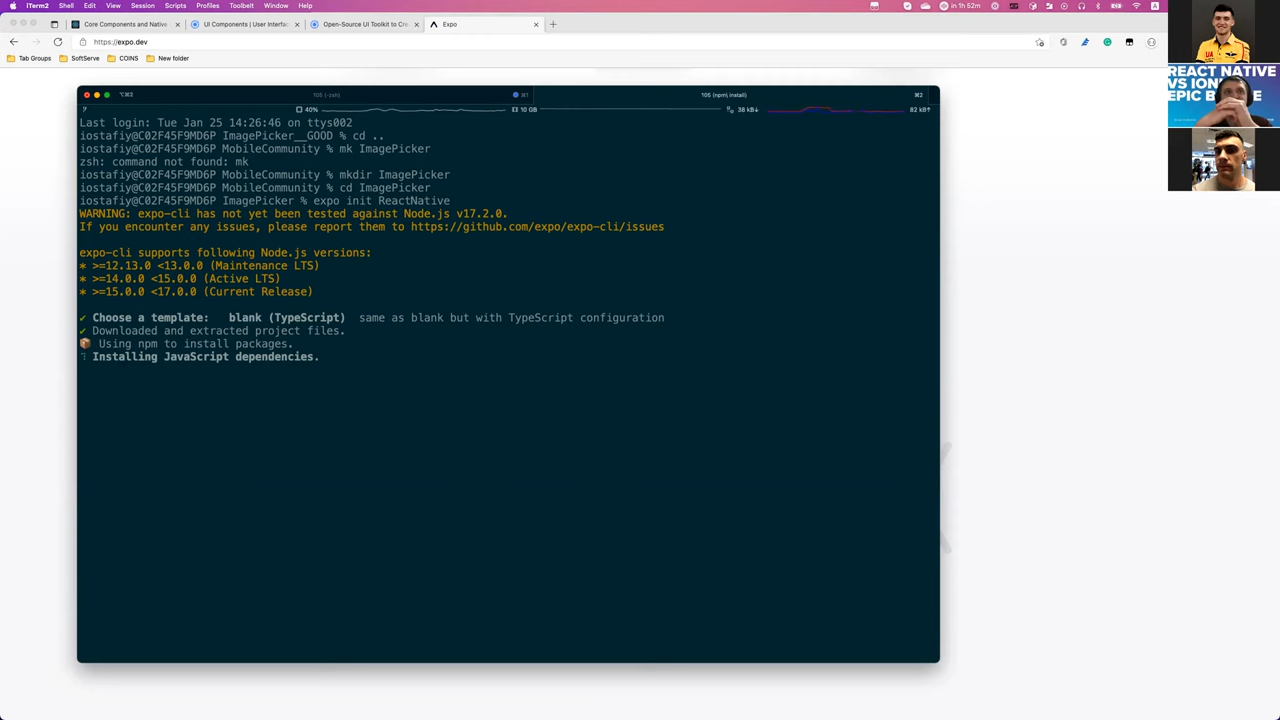 iTerm2 Shell Edit View Session Scripts Profiles Toolbelt Window Help
in 1h 52m
Core Components and Native
UI Components | User Interfac
Open-Source UI Toolkit to Cre
Expo
https://expo.dev
Tab Groups
SoftServe
COINS
New folder
⌥⌘2
105 (-zsh)
⌘1
105 (npm install)
⌘2
40%
10 GB
38 kB↓
82 kB↑
Last login: Tue Jan 25 14:26:46 on ttys002
iostafiy@C02F45F9MD6P ImagePicker__GOOD % cd ..
iostafiy@C02F45F9MD6P MobileCommunity % mk ImagePicker
zsh: command not found: mk
iostafiy@C02F45F9MD6P MobileCommunity % mkdir ImagePicker
iostafiy@C02F45F9MD6P MobileCommunity % cd ImagePicker
iostafiy@C02F45F9MD6P ImagePicker % expo init ReactNative
WARNING: expo-cli has not yet been tested against Node.js v17.2.0.
If you encounter any issues, please report them to https://github.com/expo/expo-cli/issues
expo-cli supports following Node.js versions:
* >=12.13.0 <13.0.0 (Maintenance LTS)
* >=14.0.0 <15.0.0 (Active LTS)
* >=15.0.0 <17.0.0 (Current Release)
✔ Choose a template: blank (TypeScript) same as blank but with TypeScript configuration
✔ Downloaded and extracted project files.
📦 Using npm to install packages.
Installing JavaScript dependencies.
UA
REACT NATIVE
VS ION
EPIC B